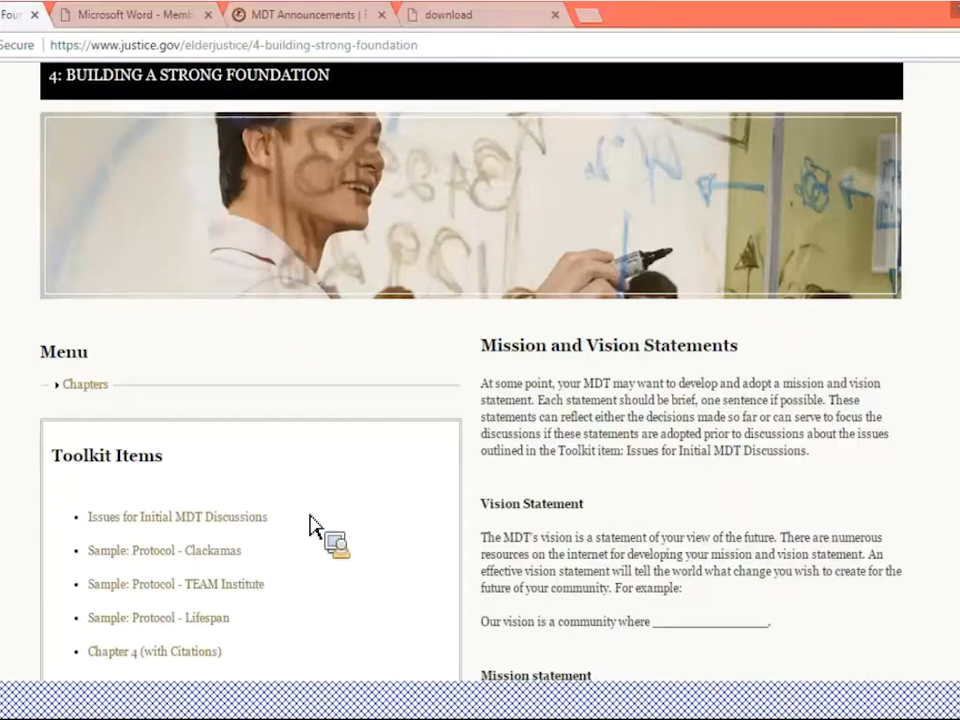 Four
Microsoft Word - Memb
MDT Announcements | E
download
Secure
https://www.justice.gov/elderjustice/4-building-strong-foundation
4: BUILDING A STRONG FOUNDATION
Menu
Chapters
Toolkit Items
Issues for Initial MDT Discussions
Sample: Protocol - Clackamas
Sample: Protocol - TEAM Institute
Sample: Protocol - Lifespan
Chapter 4 (with Citations)
Mission and Vision Statements
At some point, your MDT may want to develop and adopt a mission and vision
statement. Each statement should be brief, one sentence if possible. These
statements can reflect either the decisions made so far or can serve to focus the
discussions if these statements are adopted prior to discussions about the issues
outlined in the Toolkit item: Issues for Initial MDT Discussions.
Vision Statement
The MDT's vision is a statement of your view of the future. There are numerous
resources on the internet for developing your mission and vision statement. An
effective vision statement will tell the world what change you wish to create for the
future of your community. For example:
Our vision is a community where ___________________.
Mission statement